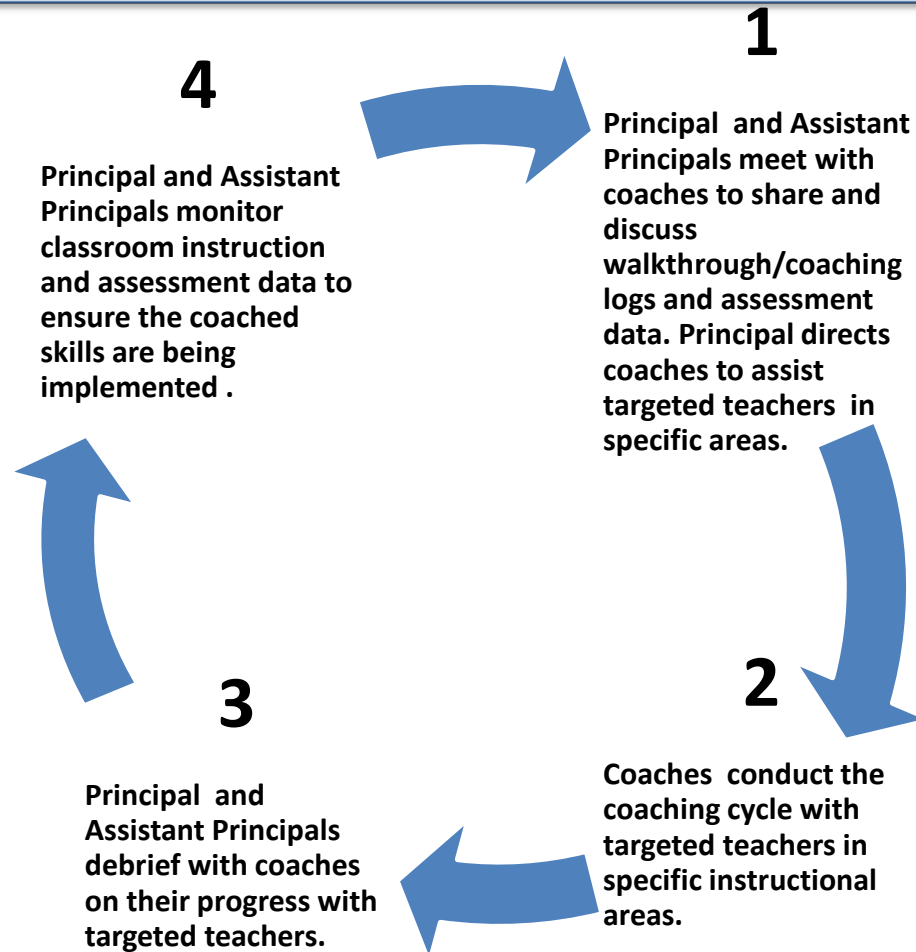 1
Principal and Assistant
Principals meet with
coaches to share and
discuss
walkthrough/coaching
logs and assessment
data. Principal directs
coaches to assist
targeted teachers in
specific areas.
2
Coaches conduct the
coaching cycle with
targeted teachers in
specific instructional
areas.
3
Principal and
Assistant Principals
debrief with coaches
on their progress with
targeted teachers.
4
Principal and Assistant
Principals monitor
classroom instruction
and assessment data to
ensure the coached
skills are being
implemented .